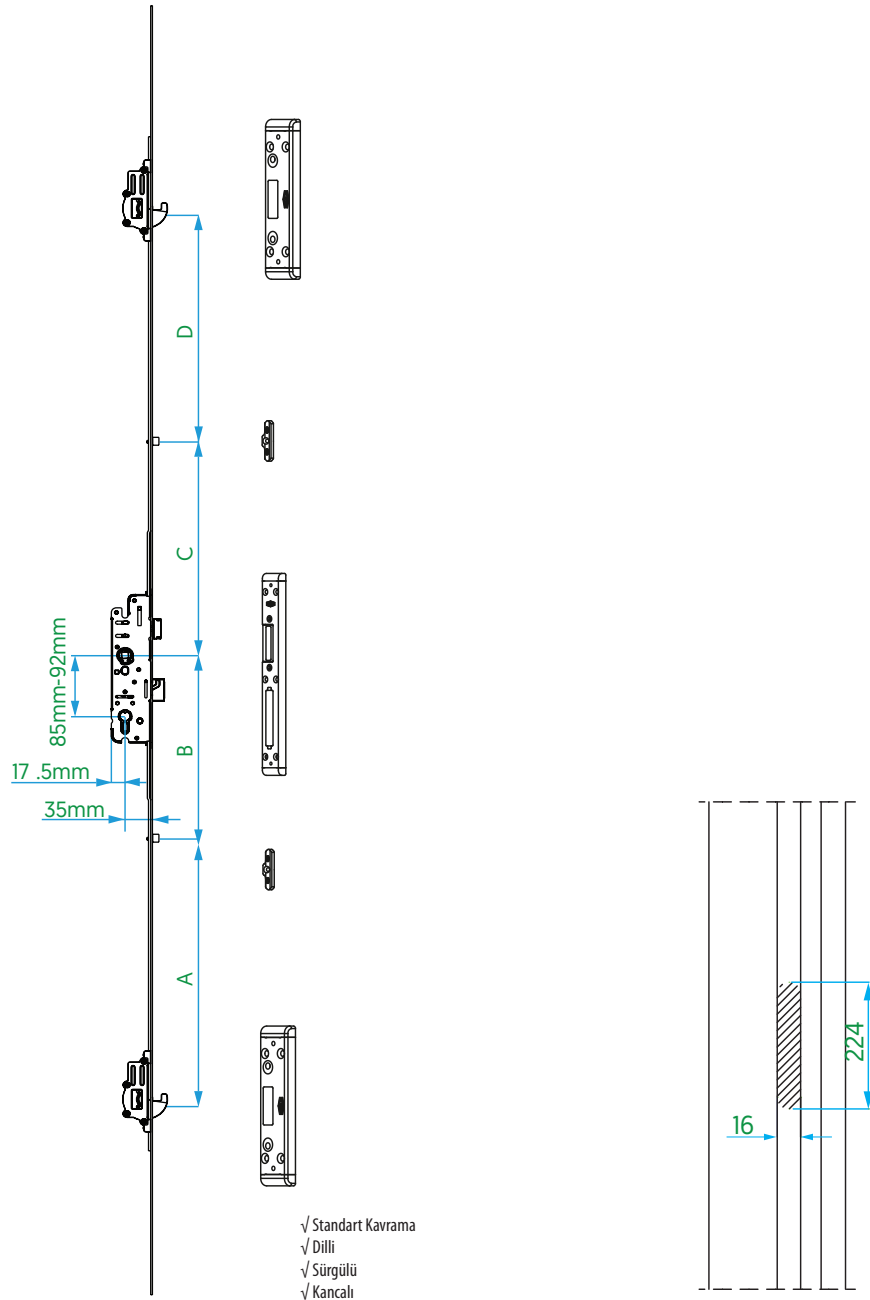 D
C
85mm-92mm
B
17 .5mm
35mm
A
224
16
√ Standart Kavrama
√ Dilli
√ Sürgülü
√ Kancalı